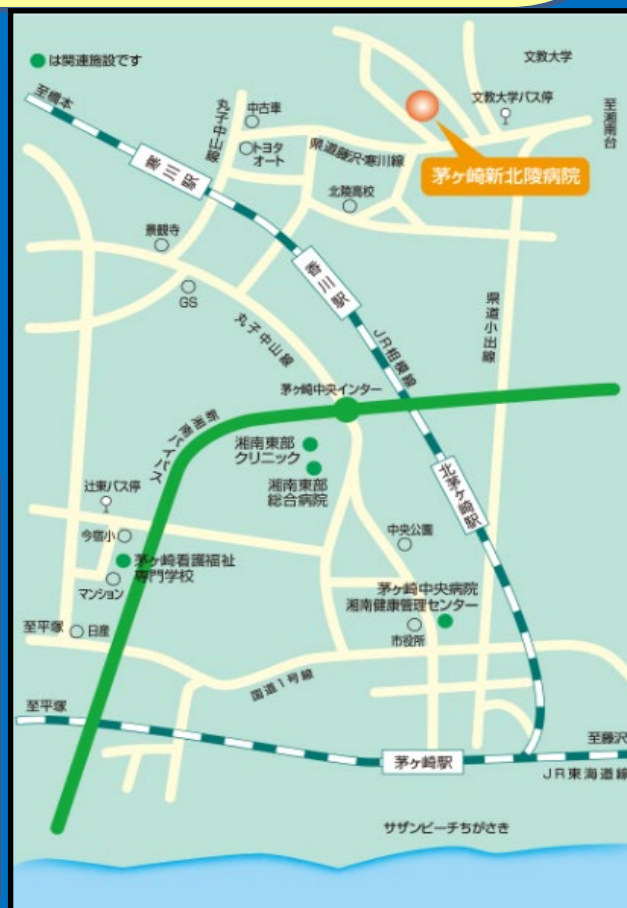 ●は関連施設です
文教大学
至橋本
丸子中山線
中古車
文教大学バス停
至湘南台
トヨタ
オート
県道藤沢・寒川線
寒川駅
茅ヶ崎新北陵病院
北陵高校
景観寺
香川駅
GS
県道小出線
丸子中山線
JR相模線
茅ヶ崎中央インター
新湘南バイパス
湘南東部
クリニック
湘南東部
総合病院
北茅ヶ崎駅
辻東バス停
今宿小
中央公園
茅ヶ崎看護福祉
専門学校
マンション
茅ヶ崎中央病院
湘南健康管理センター
至平塚
日産
市役所
国道1号線
至平塚
茅ヶ崎駅
至藤沢
JR東海道線
サザンビーチちがさき